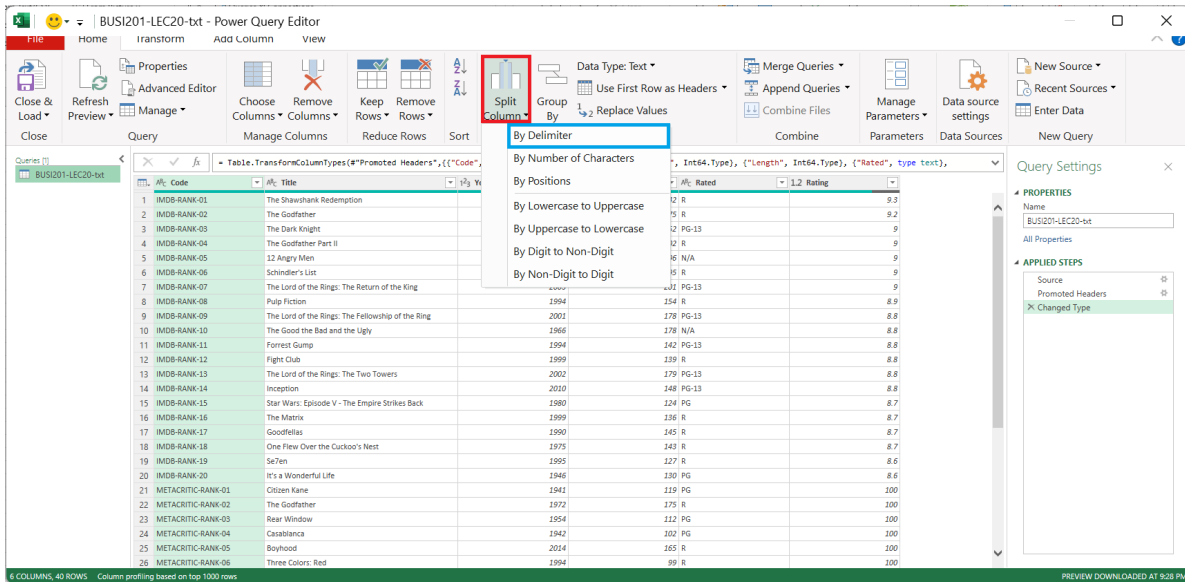 BUSI201-LEC20-txt - Power Query Editor
File Home Transform Add Column View
Close & Load
Refresh Preview
Properties
Advanced Editor
Manage
Choose Columns
Remove Columns
Keep Rows
Remove Rows
Split Column
Group By
Data Type: Text
Use First Row as Headers
Replace Values
Merge Queries
Append Queries
Combine Files
Manage Parameters
Data source settings
New Source
Recent Sources
Enter Data
Close Query Manage Columns Reduce Rows Sort Combine Parameters Data Sources New Query
By Delimiter
By Number of Characters
By Positions
By Lowercase to Uppercase
By Uppercase to Lowercase
By Digit to Non-Digit
By Non-Digit to Digit
Queries [1]
BUSI201-LEC20-txt
fx = Table.TransformColumnTypes(#"Promoted Headers",{{"Code", Int64.Type}, {"Length", Int64.Type}, {"Rated", type text},
Code Title Rated 1.2 Rating
1 IMDB-RANK-01 The Shawshank Redemption R 9.3
2 IMDB-RANK-02 The Godfather R 9.2
3 IMDB-RANK-03 The Dark Knight PG-13 9
4 IMDB-RANK-04 The Godfather Part II R 9
5 IMDB-RANK-05 12 Angry Men N/A 9
6 IMDB-RANK-06 Schindler's List R 9
7 IMDB-RANK-07 The Lord of the Rings: The Return of the King PG-13 9
8 IMDB-RANK-08 Pulp Fiction 1994 154 R 8.9
9 IMDB-RANK-09 The Lord of the Rings: The Fellowship of the Ring 2001 178 PG-13 8.8
10 IMDB-RANK-10 The Good the Bad and the Ugly 1966 178 N/A 8.8
11 IMDB-RANK-11 Forrest Gump 1994 142 PG-13 8.8
12 IMDB-RANK-12 Fight Club 1999 139 R 8.8
13 IMDB-RANK-13 The Lord of the Rings: The Two Towers 2002 179 PG-13 8.8
14 IMDB-RANK-14 Inception 2010 148 PG-13 8.8
15 IMDB-RANK-15 Star Wars: Episode V - The Empire Strikes Back 1980 124 PG 8.7
16 IMDB-RANK-16 The Matrix 1999 136 R 8.7
17 IMDB-RANK-17 Goodfellas 1990 145 R 8.7
18 IMDB-RANK-18 One Flew Over the Cuckoo's Nest 1975 143 R 8.7
19 IMDB-RANK-19 Se7en 1995 127 R 8.6
20 IMDB-RANK-20 It's a Wonderful Life 1946 130 PG 8.6
21 METACRITIC-RANK-01 Citizen Kane 1941 119 PG 100
22 METACRITIC-RANK-02 The Godfather 1972 175 R 100
23 METACRITIC-RANK-03 Rear Window 1954 112 PG 100
24 METACRITIC-RANK-04 Casablanca 1942 102 PG 100
25 METACRITIC-RANK-05 Boyhood 2014 165 R 100
26 METACRITIC-RANK-06 Three Colors: Red 1994 99 R 100
Query Settings
PROPERTIES
Name
BUSI201-LEC20-txt
All Properties
APPLIED STEPS
Source
Promoted Headers
Changed Type
6 COLUMNS, 40 ROWS Column profiling based on top 1000 rows
PREVIEW DOWNLOADED AT 9:28 PM